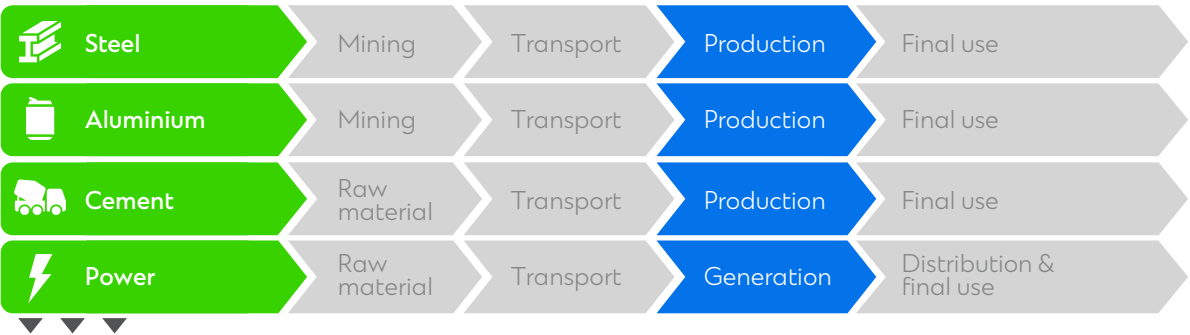 Steel Mining Transport Production Final use
Aluminium Mining Transport Production Final use
Cement Raw material Transport Production Final use
Power Raw material Transport Generation Distribution & final use